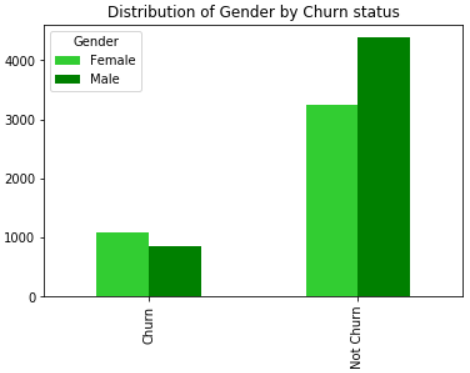 Distribution of Gender by Churn status
Gender
Female
Male
4000
3000
2000
1000
0
Churn
Not Churn